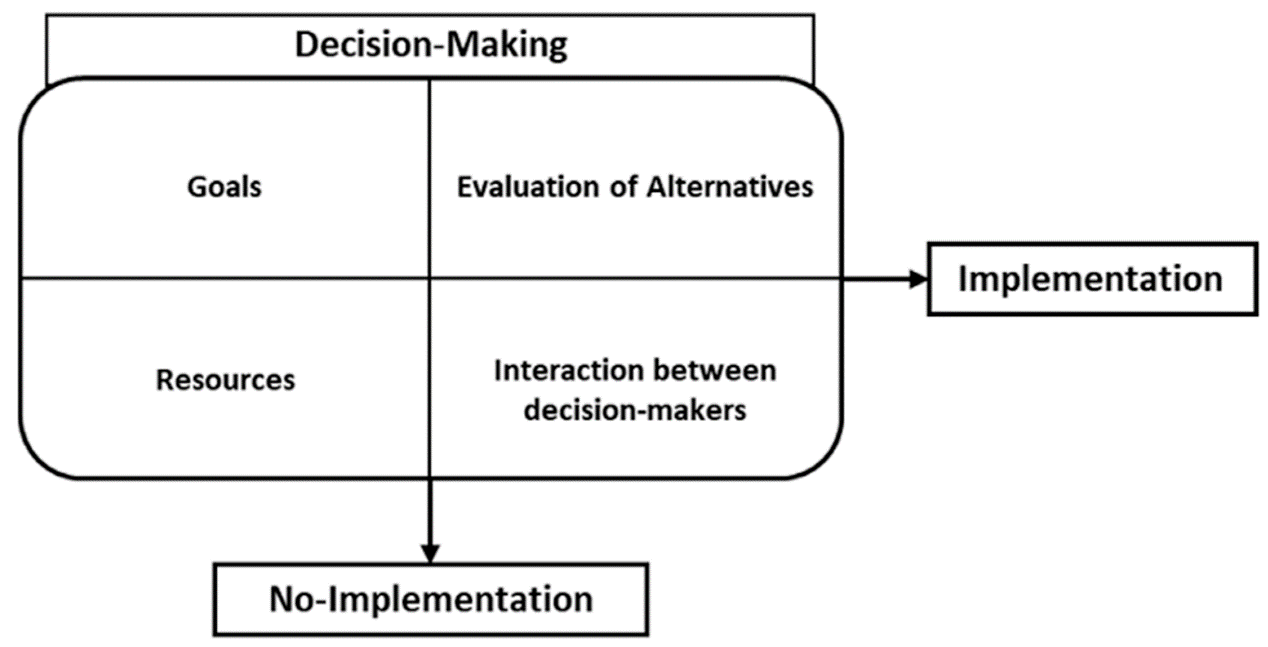 Decision-Making
Goals
Evaluation of Alternatives
Implementation
Resources
Interaction between
decision-makers
No-Implementation